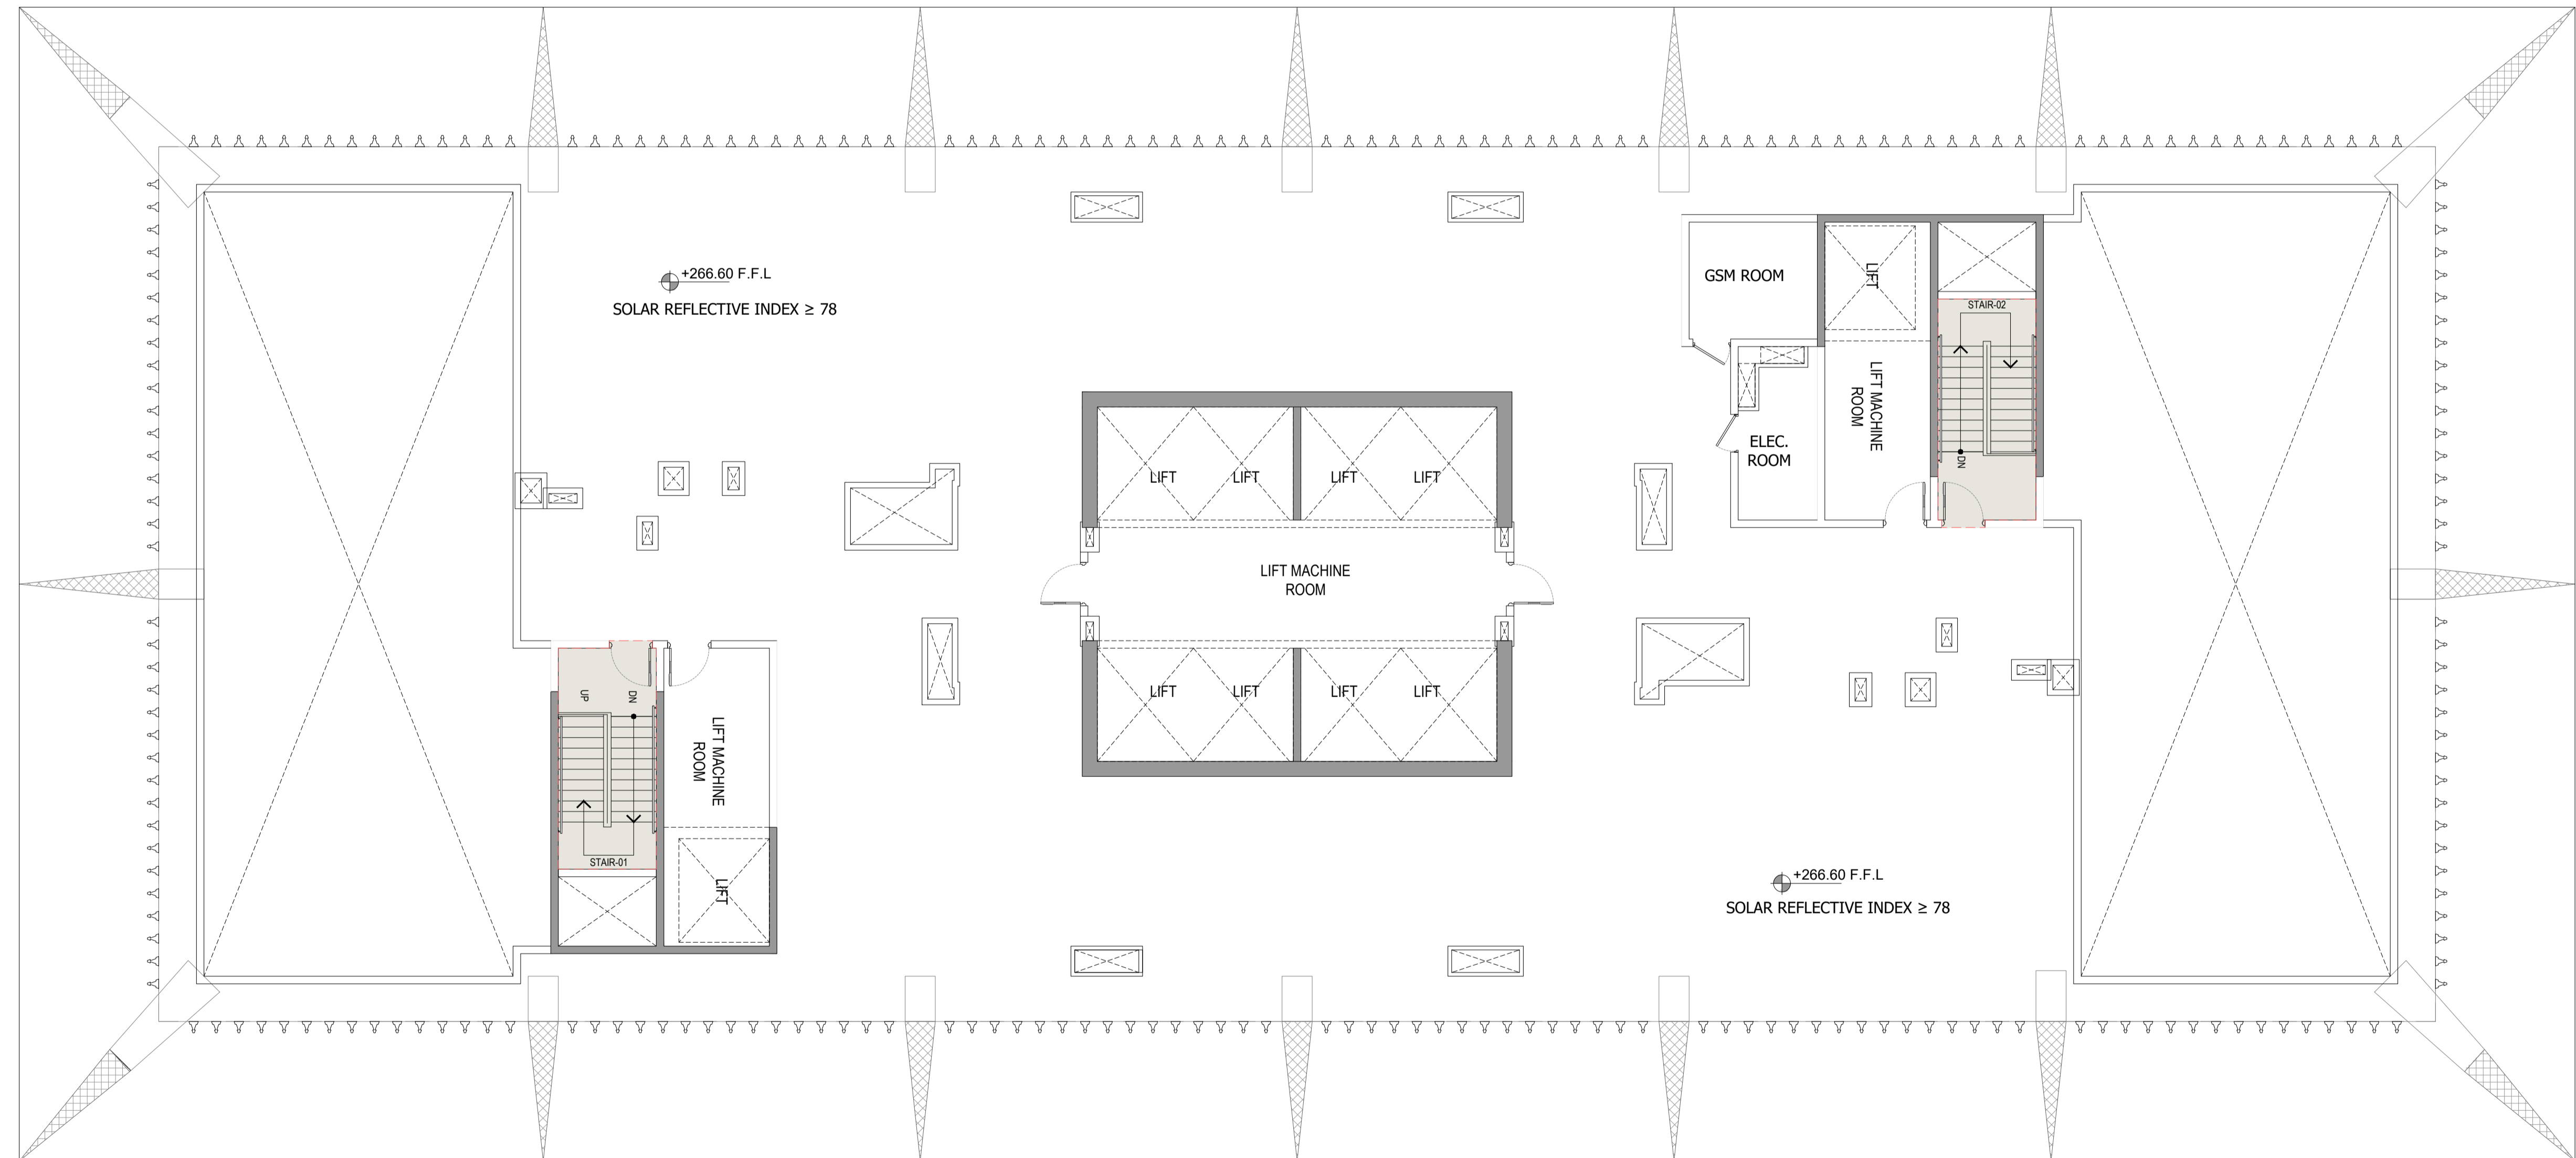 +266.60 F.F.L
SOLAR REFLECTIVE INDEX ≥ 78
GSM ROOM
LIFT
STAIR-02
LIFT MACHINE
ROOM
DN
ELEC.
ROOM
LIFT
LIFT
LIFT
LIFT
LIFT MACHINE
ROOM
LIFT
LIFT
LIFT
LIFT
UP
DN
LIFT MACHINE
ROOM
STAIR-01
LIFT
+266.60 F.F.L
SOLAR REFLECTIVE INDEX ≥ 78